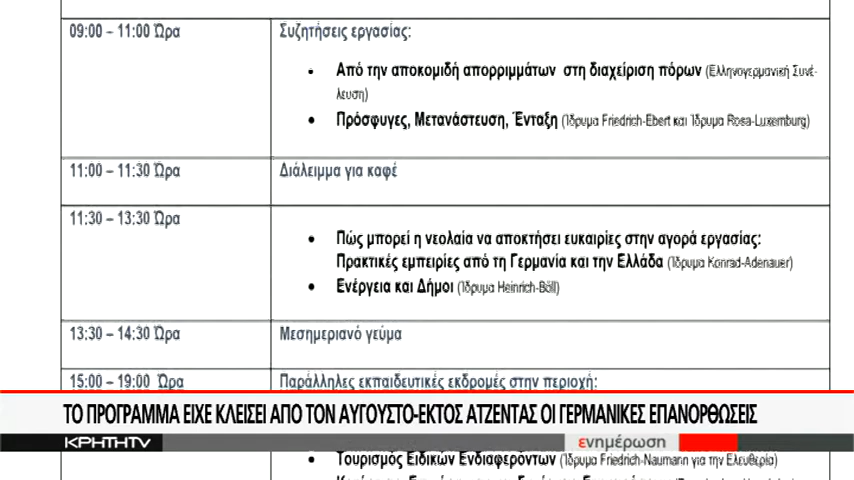 09:00 – 11:00 Ώρα
Συζητήσεις εργασίας:
• Από την αποκομιδή απορριμμάτων στη διαχείριση πόρων (Ελληνογερμανική Συνέ-
λευση)
• Πρόσφυγες, Μετανάστευση, Ένταξη (Ίδρυμα Friedrich-Ebert και Ίδρυμα Rosa-Luxemburg)
11:00 – 11:30 Ώρα
Διάλειμμα για καφέ
11:30 – 13:30 Ώρα
• Πώς μπορεί η νεολαία να αποκτήσει ευκαιρίες στην αγορά εργασίας:
Πρακτικές εμπειρίες από τη Γερμανία και την Ελλάδα (Ίδρυμα Konrad-Adenauer)
• Ενέργεια και Δήμοι (Ίδρυμα Heinrich-Böll)
13:30 – 14:30 Ώρα
Μεσημεριανό γεύμα
15:00 – 19:00 Ώρα
Παράλληλες εκπαιδευτικές εκδρομές στην περιοχή:
ΤΟ ΠΡΟΓΡΑΜΜΑ ΕΙΧΕ ΚΛΕΙΣΕΙ ΑΠΟ ΤΟΝ ΑΥΓΟΥΣΤΟ-ΕΚΤΟΣ ΑΤΖΕΝΤΑΣ ΟΙ ΓΕΡΜΑΝΙΚΕΣ ΕΠΑΝΟΡΘΩΣΕΙΣ
ΚΡΗΤΗTV
ενημέρωση
• Τουρισμός Ειδικών Ενδιαφερόντων (Ίδρυμα Friedrich-Naumann για την Ελευθερία)